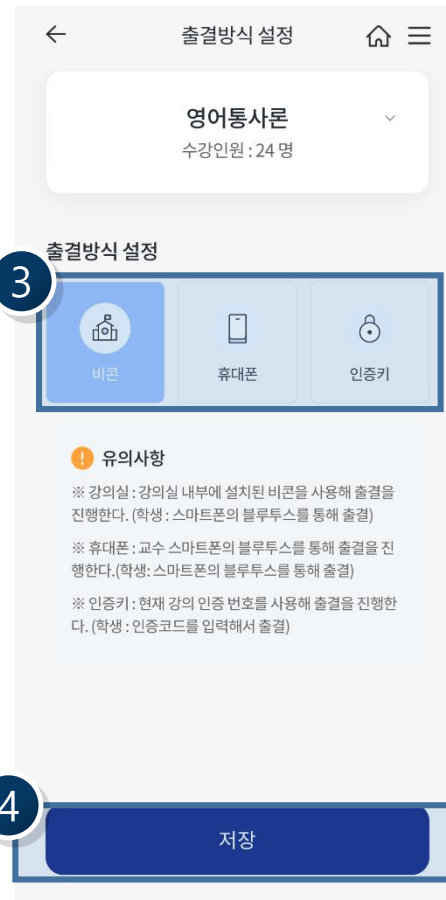 출결방식 설정
영어통사론
수강인원 : 24 명
출결방식 설정
3
비콘
휴대폰
인증키
유의사항
※ 강의실 : 강의실 내부에 설치된 비콘을 사용해 출결을
진행한다. (학생 : 스마트폰의 블루투스를 통해 출결)
※ 휴대폰 : 교수 스마트폰의 블루투스를 통해 출결을 진
행한다.(학생: 스마트폰의 블루투스를 통해 출결)
※ 인증키 : 현재 강의 인증 번호를 사용해 출결을 진행한
다. (학생 : 인증코드를 입력해서 출결)
4
저장